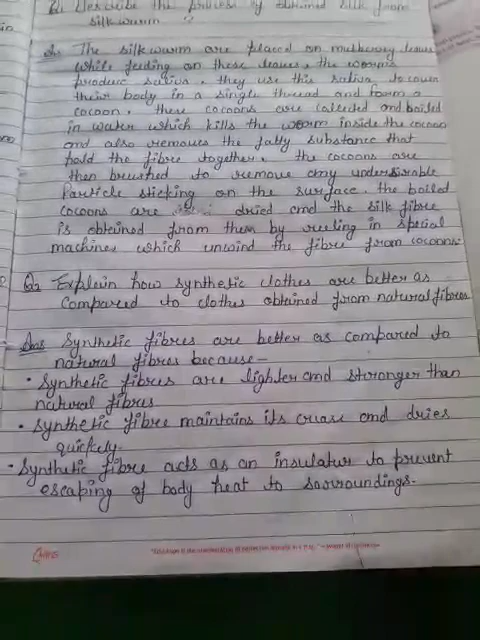 Q1 Describe the process of obtained silk from
silkworm ?
Ans The silkworm are placed on mulberry leaves
while feeding on these leaves, the worms
produce saliva, they use this saliva to cover
their body in a single thread and form a
cocoon. these cocoons are collected and boiled
in water which kills the worm inside the cocoon
and also removes the fatty substance that
hold the fibre together. the cocoons are
then brushed to remove any undersirable
Particle sticking on the surface. the boiled
cocoons are dried and the silk fibre
is obtained from them by reeling in special
machines which unwind the fibre from cocoons
Q2 Explain how synthetic clothes are better as
compared to clothes obtained from natural fibres
Ans Synthetic fibres are better as compared to
natural fibres because-
• Synthetic fibres are lighter and stronger than
natural fibres
• Synthetic fibre maintains its crease and dries
quickely.
• Synthetic fibre acts as an insulator to prevent
escaping of body heat to soorroundings.